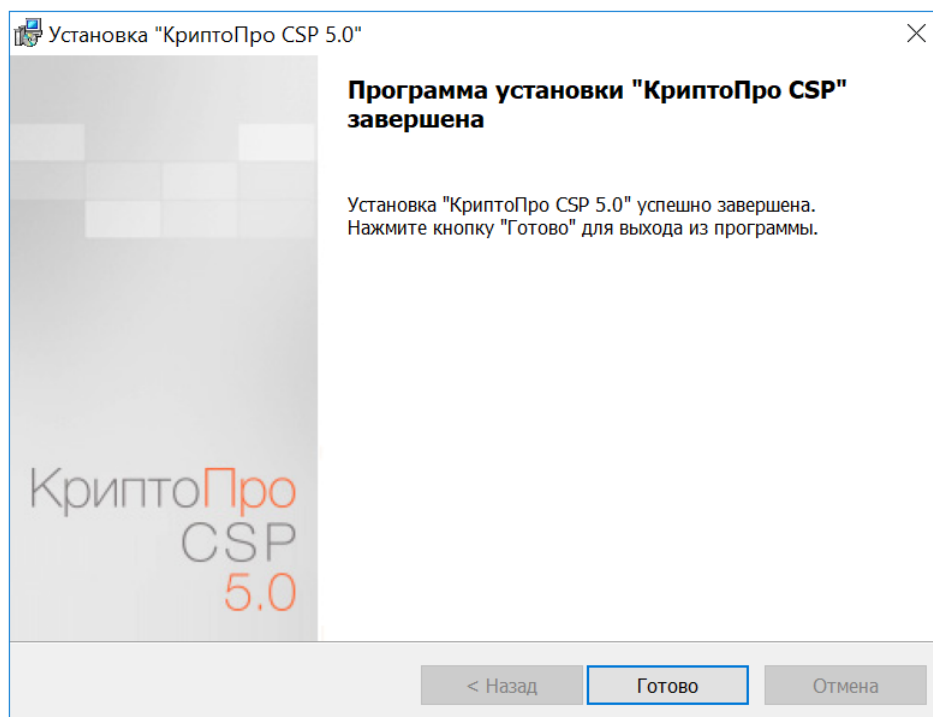 Установка "КриптоПро CSP 5.0"
Программа установки "КриптоПро CSP"
завершена
Установка "КриптоПро CSP 5.0" успешно завершена.
Нажмите кнопку "Готово" для выхода из программы.
КриптоПро
CSP
5.0
< Назад
Готово
Отмена